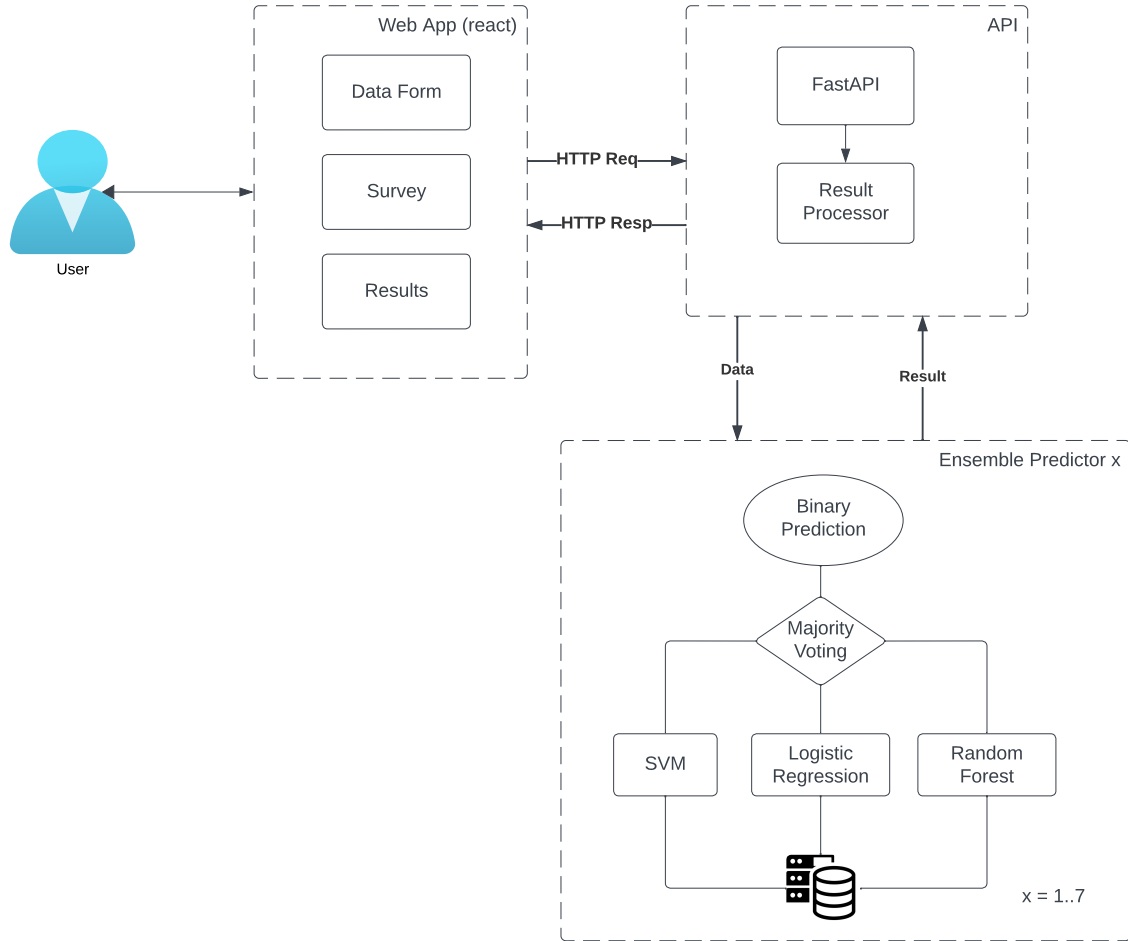 Web App (react)
API
Data Form
FastAPI
HTTP Req
Survey
Result
Processor
HTTP Resp
User
Results
Data
Result
Ensemble Predictor x
Binary
Prediction
Majority
Voting
SVM
Logistic
Regression
Random
Forest
x = 1..7